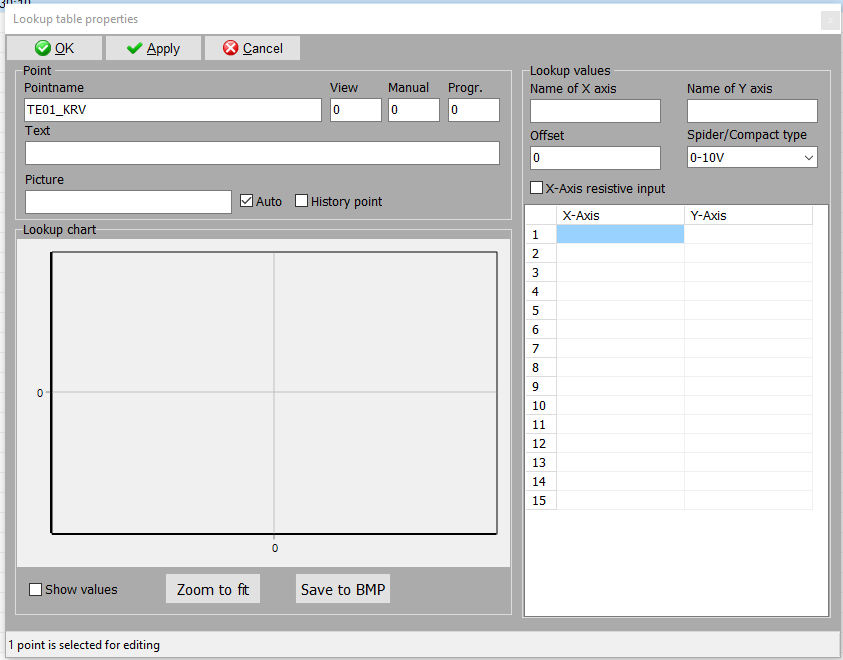 Lookup table properties
OK Apply Cancel
Point
Pointname View Manual Progr.
TE01_KRV 0 0 0
Text
Picture
Auto History point
Lookup chart
0
0
Show values Zoom to fit Save to BMP
Lookup values
Name of X axis Name of Y axis
Offset Spider/Compact type
0 0-10V
X-Axis resistive input
X-Axis Y-Axis
1
2
3
4
5
6
7
8
9
10
11
12
13
14
15
1 point is selected for editing